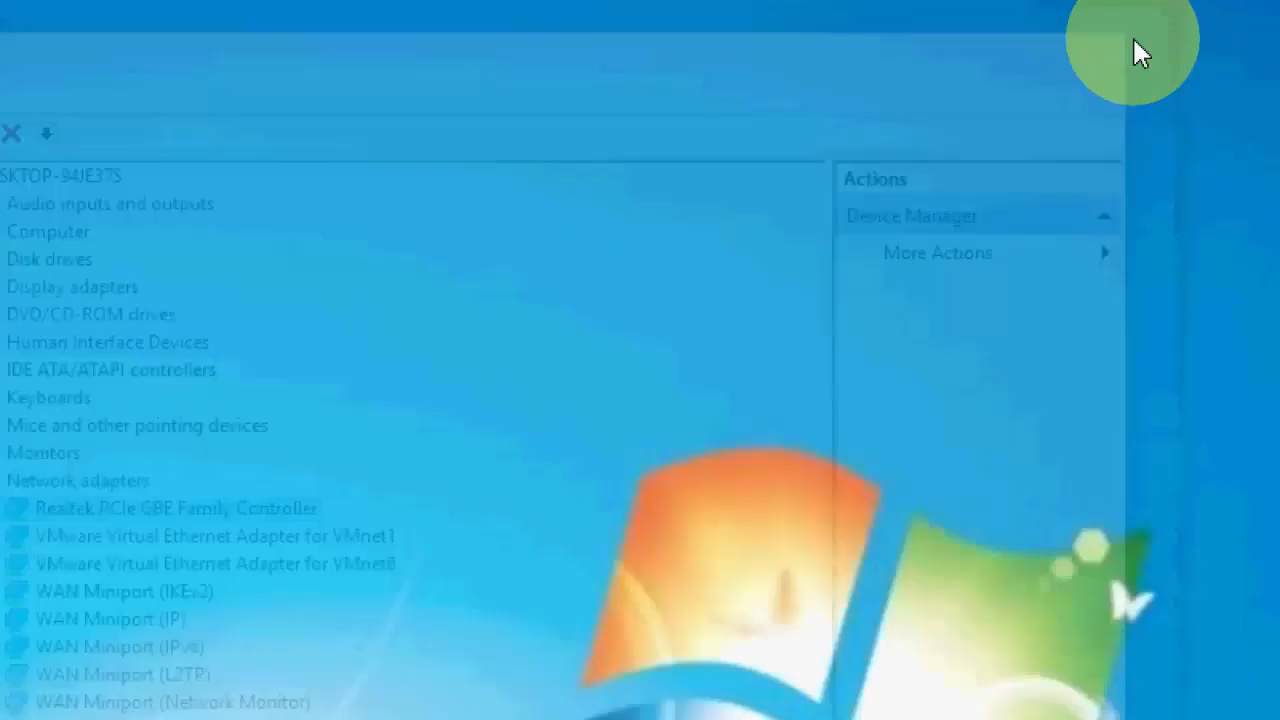 SKTOP-94JE37S
Actions
Audio inputs and outputs
Device Manager
Computer
More Actions
Disk drives
Display adapters
DVD/CD-ROM drives
Human Interface Devices
IDE ATA/ATAPI controllers
Keyboards
Mice and other pointing devices
Monitors
Network adapters
Realtek PCIe GBE Family Controller
VMware Virtual Ethernet Adapter for VMnet1
VMware Virtual Ethernet Adapter for VMnet8
WAN Miniport (IKEv2)
WAN Miniport (IP)
WAN Miniport (IPv6)
WAN Miniport (L2TP)
WAN Miniport (Network Monitor)